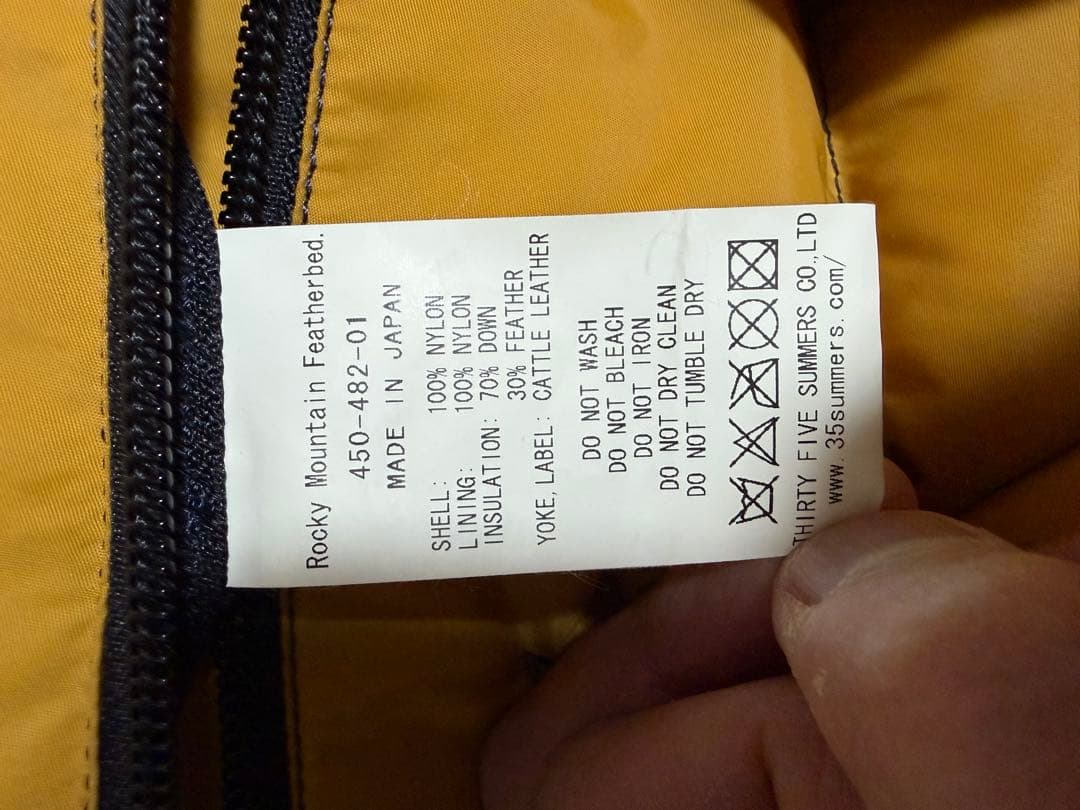 Rocky Mountain Featherbed.
450-482-01
MADE IN JAPAN
SHELL: 100% NYLON
LINING: 100% NYLON
INSULATION: 70% DOWN
30% FEATHER
YOKE, LABEL: CATTLE LEATHER
DO NOT WASH
DO NOT BLEACH
DO NOT IRON
DO NOT DRY CLEAN
DO NOT TUMBLE DRY
THIRTY FIVE SUMMERS CO.,LTD
www.35summers.com/